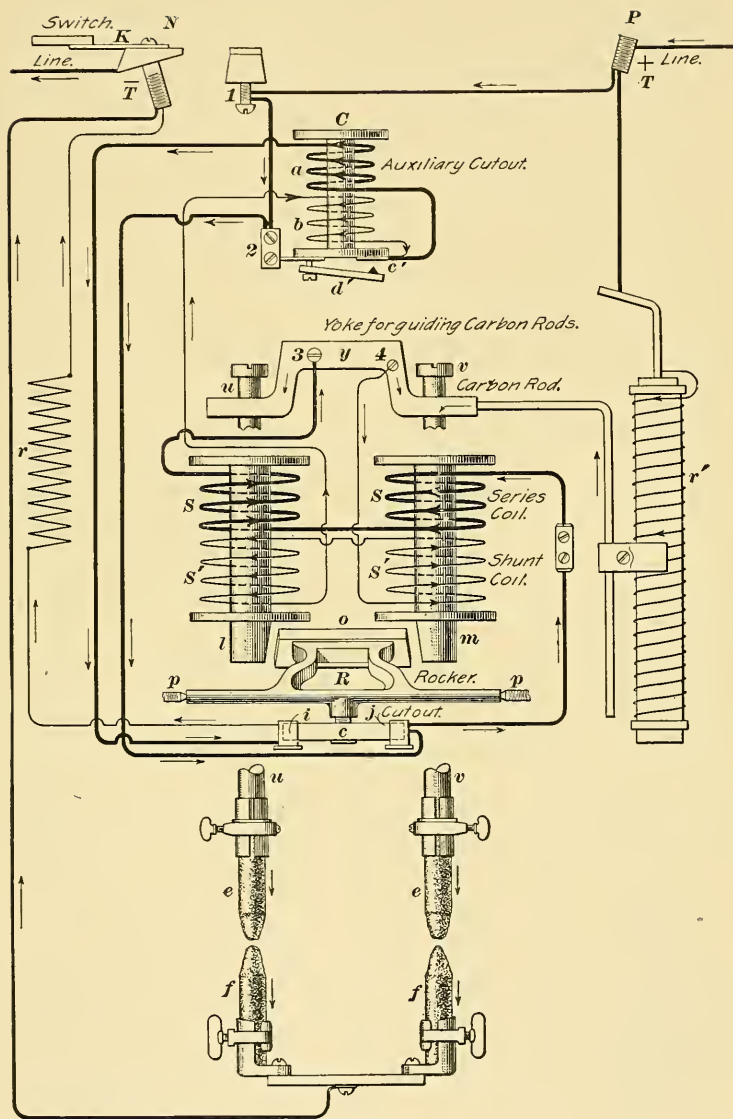 Switch. N
K
Line.
T
P
+ Line.
T
1
C
a
Auxiliary Cutout.
b
2
c'
d'
Yoke for guiding Carbon Rods.
3 y 4
u v
Carbon Rod.
r
r'
S S Series
Coil.
S' S' Shunt
Coil.
o
l m
R Rocker.
p p
i j Cutout.
c
u v
e e
f f